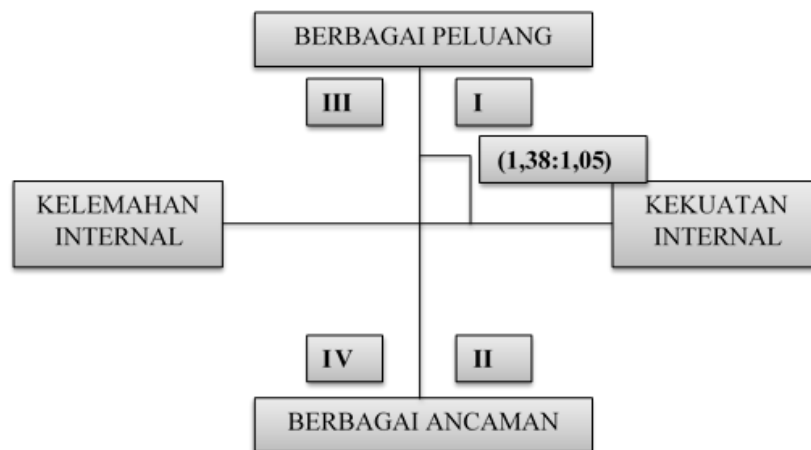 BERBAGAI PELUANG
III
I
(1,38:1,05)
KELEMAHAN
INTERNAL
KEKUATAN
INTERNAL
IV
II
BERBAGAI ANCAMAN